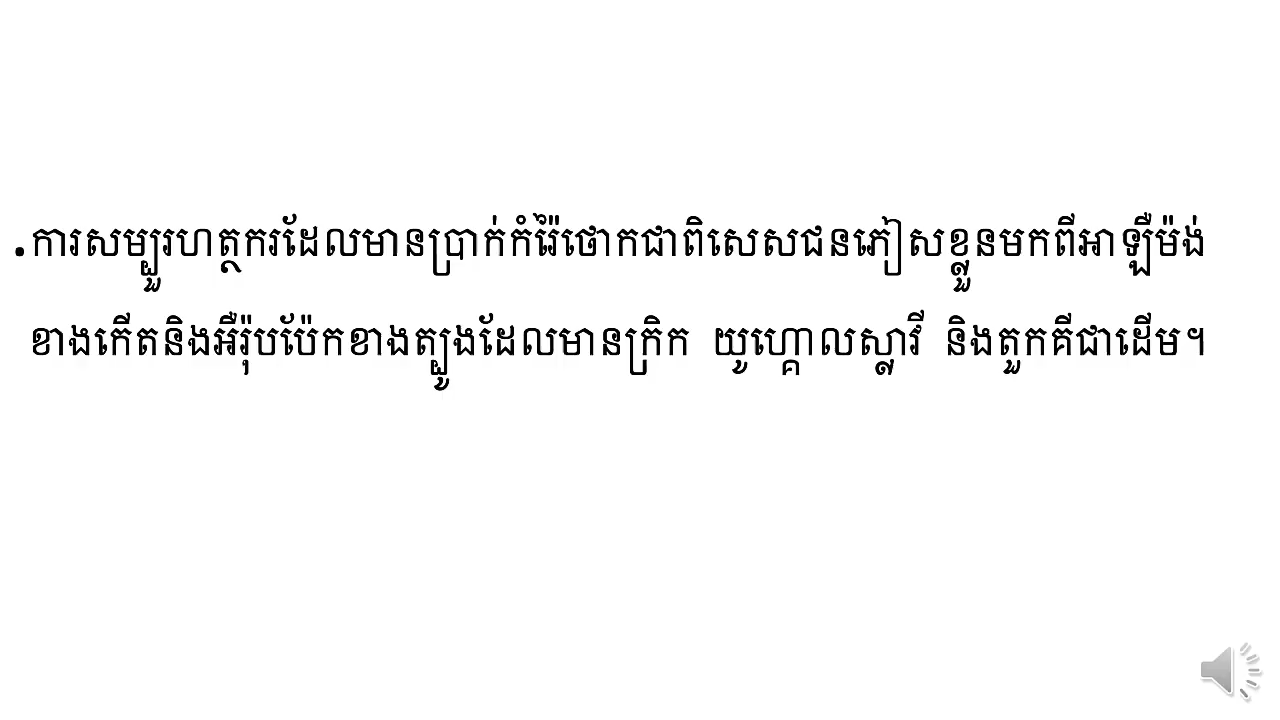 .ការសម្បួរហត្ថករដែលមានប្រាក់កំរ៉ៃថោកជាពិសេសជនភៀសខ្លួនមកពីអាឡឺម៉ង់
ខាងកើតនិងអឺរ៉ុបប៉ែកខាងត្បូងដែលមានក្រិក យូហ្គោលស្លាវី និងតួកគីជាដើម។